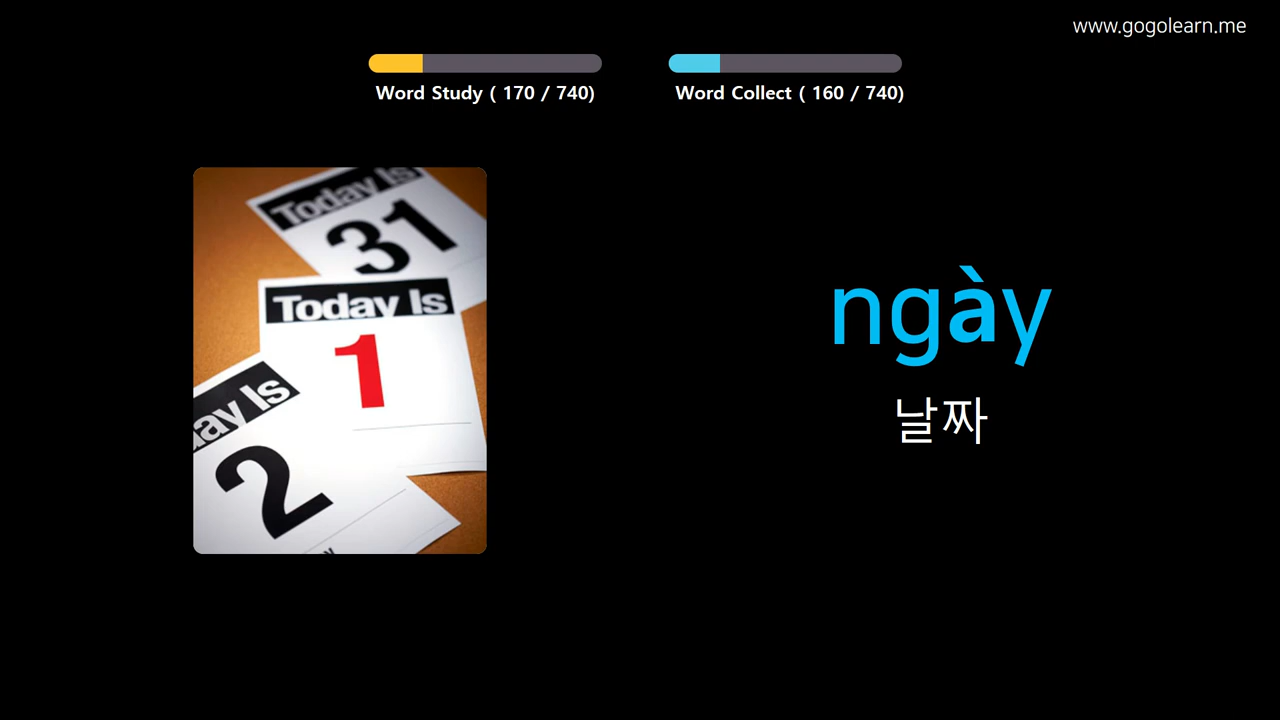 www.gogolearn.me
Word Study ( 170 / 740)
Word Collect ( 160 / 740)
Today Is
31
Today Is
1
ay Is
2
ngày
날짜